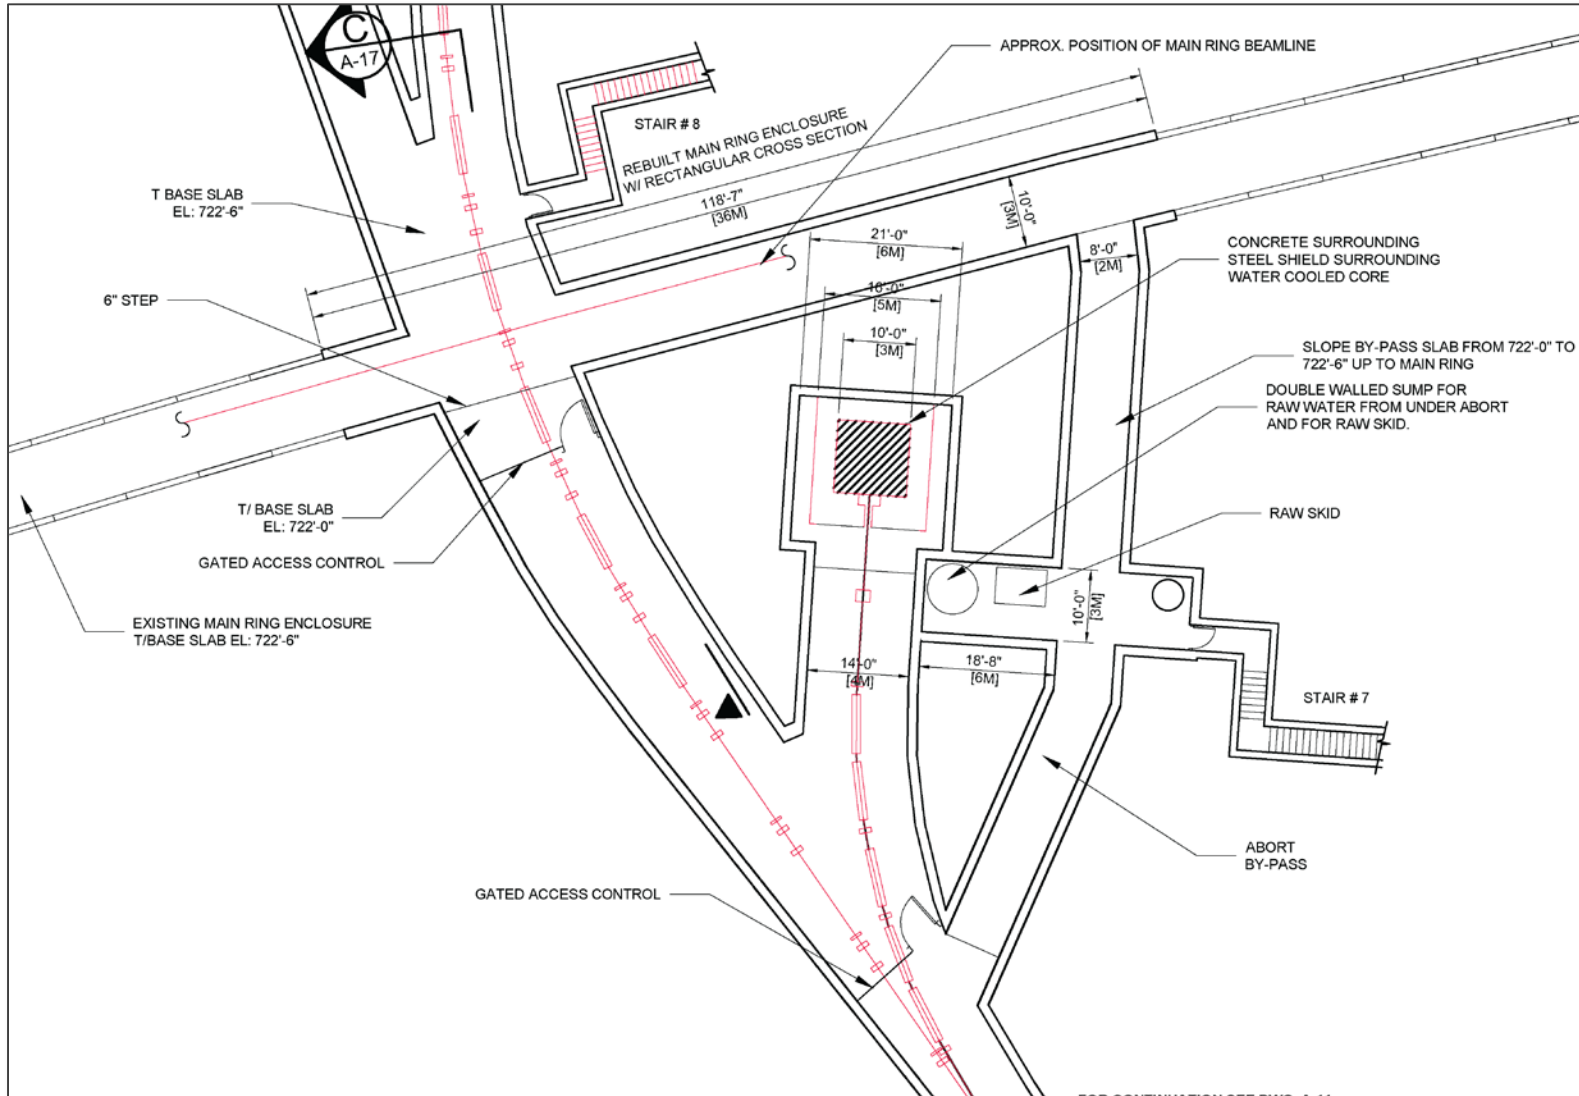 C
A-17
APPROX. POSITION OF MAIN RING BEAMLINE
STAIR # 8
REBUILT MAIN RING ENCLOSURE
W/ RECTANGULAR CROSS SECTION
118'-7"
[36M]
T BASE SLAB
EL: 722'-6"
10'-0"
[3M]
21'-0"
[6M]
8'-0"
[2M]
CONCRETE SURROUNDING
STEEL SHIELD SURROUNDING
WATER COOLED CORE
6" STEP
16'-0"
[5M]
10'-0"
[3M]
SLOPE BY-PASS SLAB FROM 722'-0" TO
722'-6" UP TO MAIN RING
DOUBLE WALLED SUMP FOR
RAW WATER FROM UNDER ABORT
AND FOR RAW SKID.
T/ BASE SLAB
EL: 722'-0"
RAW SKID
GATED ACCESS CONTROL
10'-0"
[3M]
EXISTING MAIN RING ENCLOSURE
T/BASE SLAB EL: 722'-6"
14'-0"
[4M]
18'-8"
[6M]
STAIR # 7
ABORT
BY-PASS
GATED ACCESS CONTROL